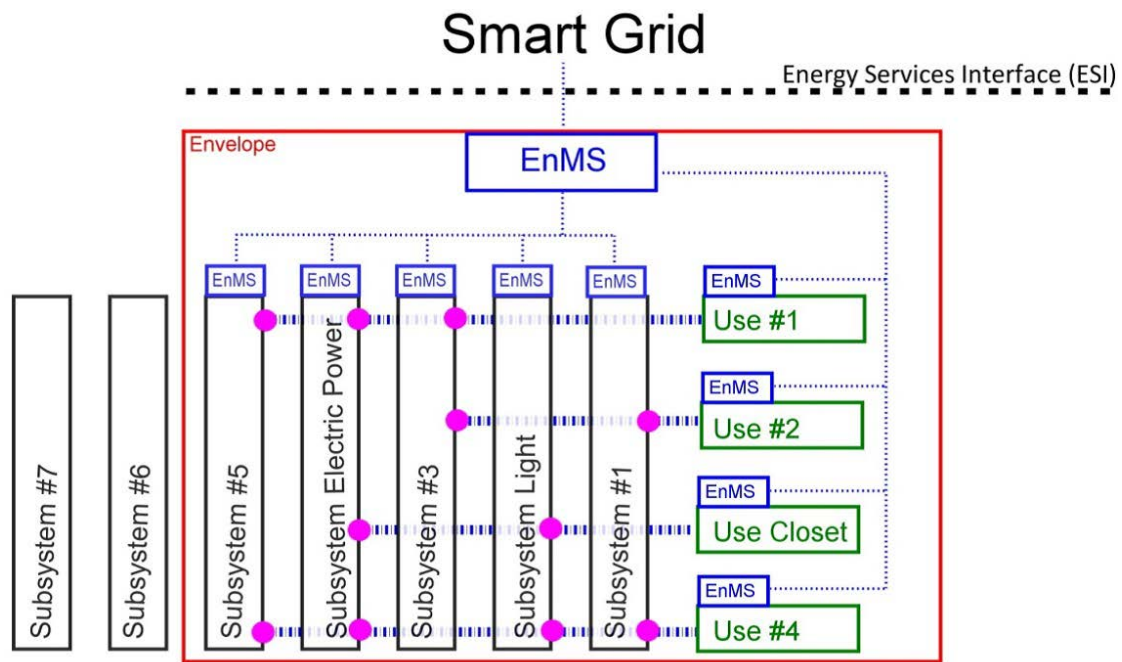 Smart Grid
Energy Services Interface (ESI)
Envelope
EnMS
EnMS
EnMS
EnMS
EnMS
EnMS
EnMS
Use #1
EnMS
Use #2
EnMS
Use Closet
EnMS
Use #4
Subsystem #7
Subsystem #6
Subsystem #5
Subsystem Electric Power
Subsystem #3
Subsystem Light
Subsystem #1